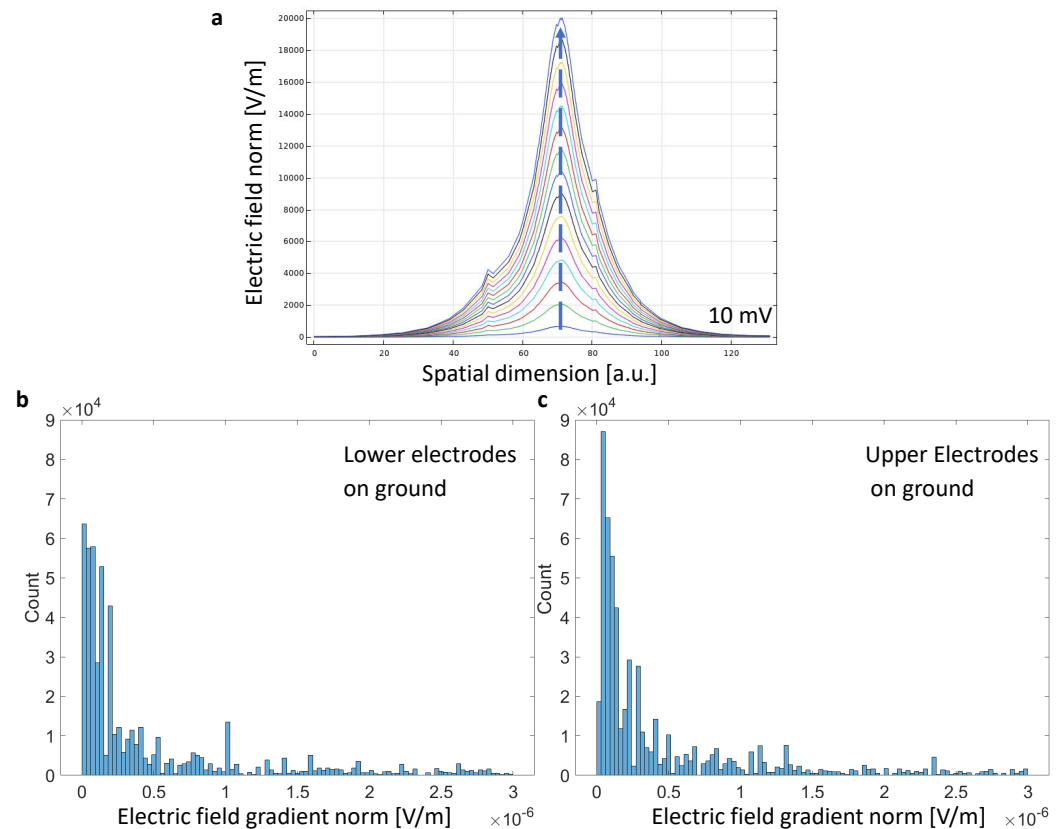 a
Electric field norm [V/m]
20000
18000
16000
14000
12000
10000
8000
6000
4000
2000
0
10 mV
0 20 40 60 80 100 120
Spatial dimension [a.u.]
b
×10⁴
Lower electrodes
on ground
Count
9
8
7
6
5
4
3
2
1
0
0 0.5 1 1.5 2 2.5 3
Electric field gradient norm [V/m] ×10⁻⁶
c
×10⁴
Upper Electrodes
on ground
Count
9
8
7
6
5
4
3
2
1
0
0 0.5 1 1.5 2 2.5 3
Electric field gradient norm [V/m] ×10⁻⁶